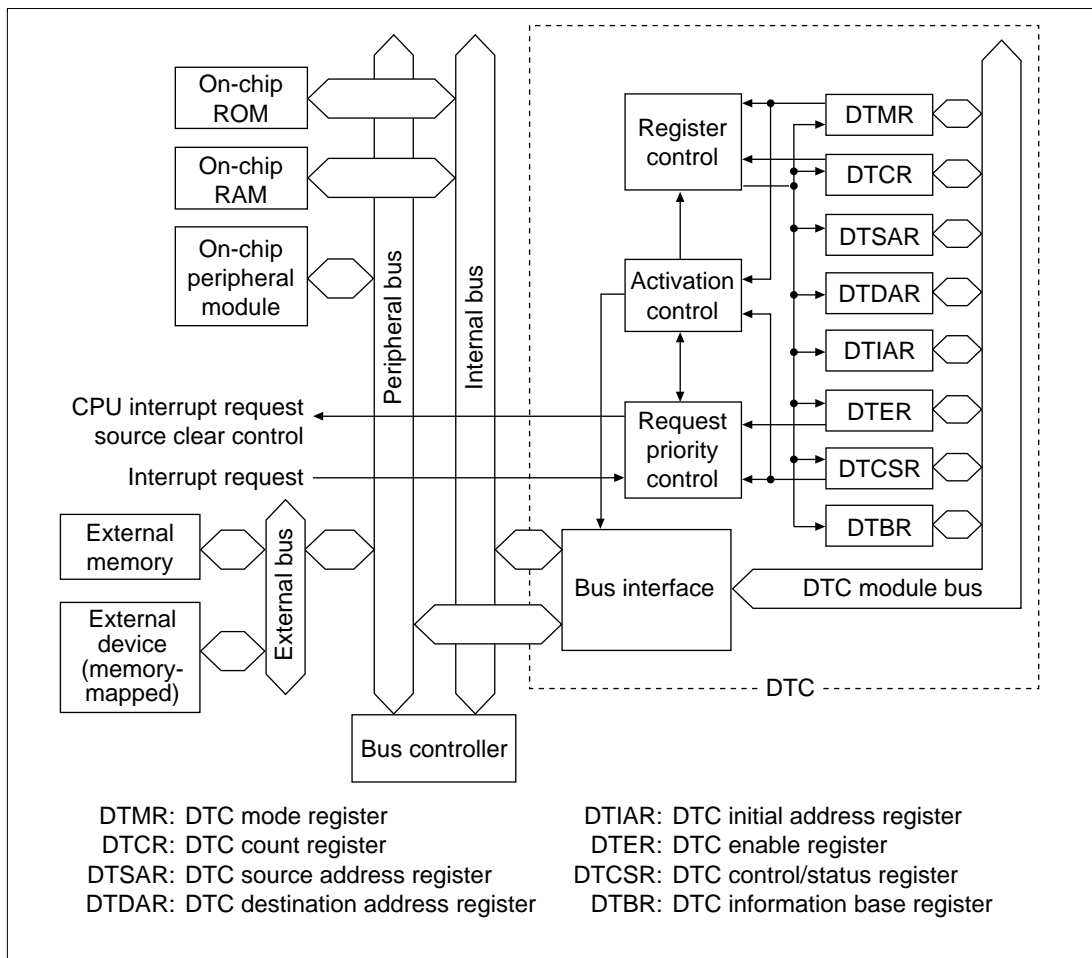 On-chip
ROM
On-chip
RAM
On-chip
peripheral
module
Peripheral bus
Internal bus
CPU interrupt request
source clear control
Interrupt request
External
memory
External
device
(memory-
mapped)
External bus
Bus controller
Register
control
Activation
control
Request
priority
control
Bus interface
DTMR
DTCR
DTSAR
DTDAR
DTIAR
DTER
DTCSR
DTBR
DTC module bus
DTC
DTMR: DTC mode register
DTCR: DTC count register
DTSAR: DTC source address register
DTDAR: DTC destination address register
DTIAR: DTC initial address register
DTER: DTC enable register
DTCSR: DTC control/status register
DTBR: DTC information base register